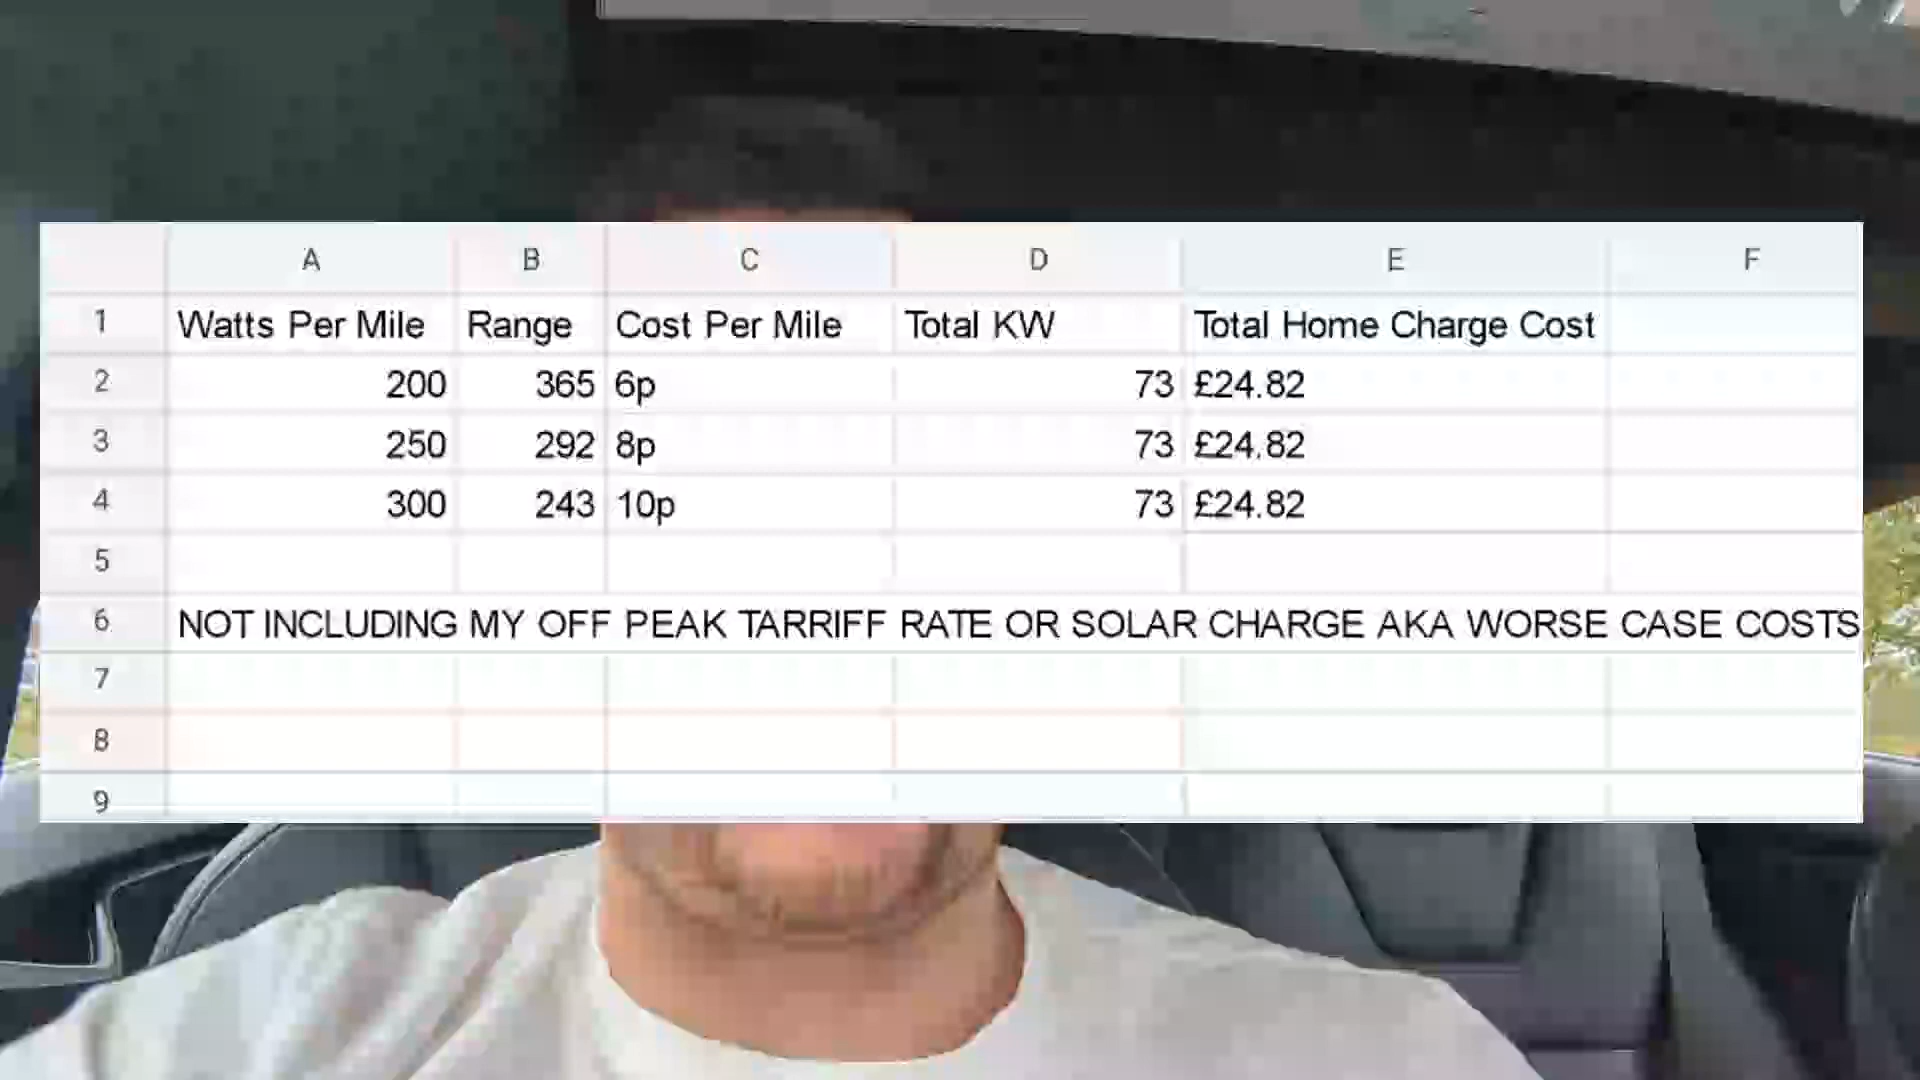 A B C D E F
1 Watts Per Mile Range Cost Per Mile Total KW Total Home Charge Cost
2 200 365 6p 73 £24.82
3 250 292 8p 73 £24.82
4 300 243 10p 73 £24.82
5
6 NOT INCLUDING MY OFF PEAK TARRIFF RATE OR SOLAR CHARGE AKA WORSE CASE COSTS
7
8
9